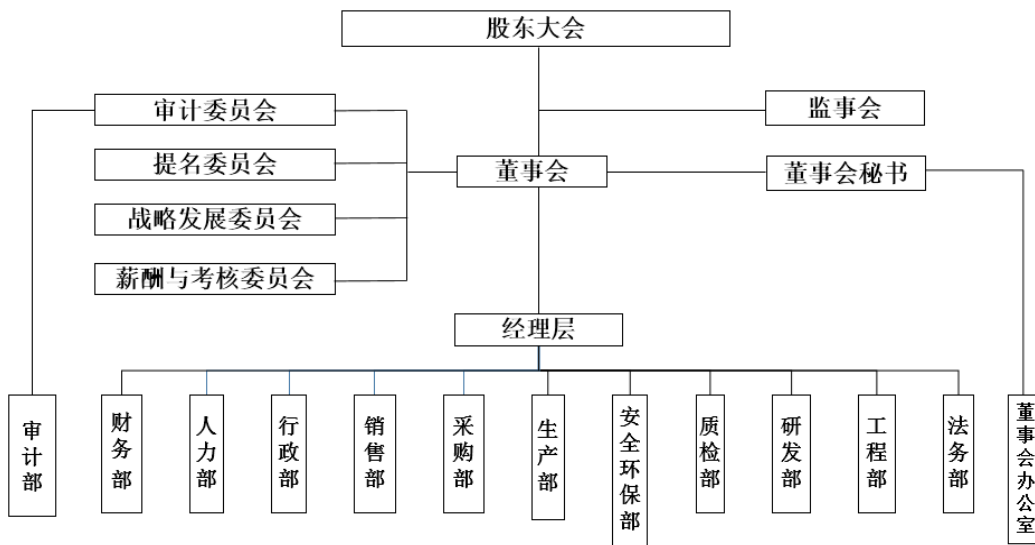 股东大会
审计委员会
监事会
提名委员会
董事会
董事会秘书
战略发展委员会
薪酬与考核委员会
经理层
审计部
财务部
人力部
行政部
销售部
采购部
生产部
安全环保部
质检部
研发部
工程部
法务部
董事会办公室